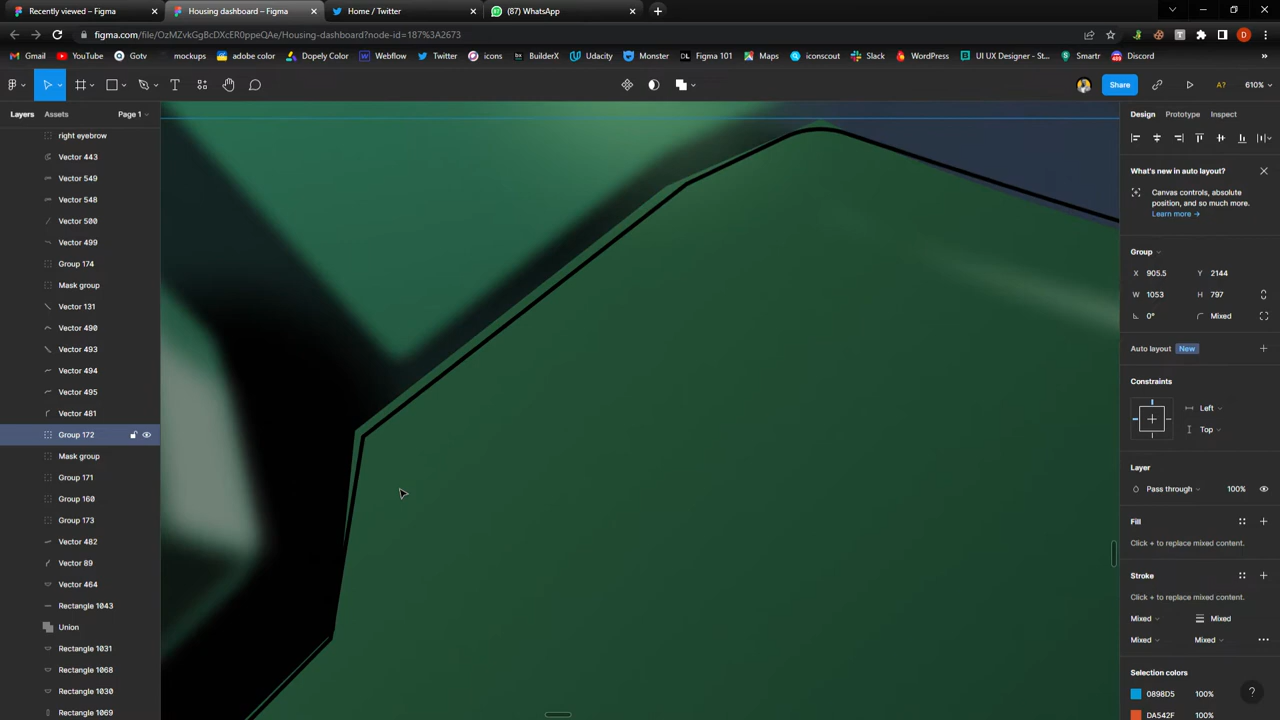 Recently viewed – Figma
Housing dashboard – Figma
Home / Twitter
(87) WhatsApp
figma.com/file/OzMZvkGgBcDXcER0ppeQAe/Housing-dashboard?node-id=187%3A2673
Gmail YouTube Gotv mockups adobe color Dopely Color Webflow Twitter icons BuilderX Udacity Monster Figma 101 Maps iconscout Slack WordPress UI UX Designer - St... Smartr Discord
Share
A?
610%
Layers Assets Page 1
right eyebrow
Vector 443
Vector 549
Vector 548
Vector 500
Vector 499
Group 174
Mask group
Vector 131
Vector 490
Vector 493
Vector 494
Vector 495
Vector 481
Group 172
Mask group
Group 171
Group 160
Group 173
Vector 482
Vector 89
Vector 464
Rectangle 1043
Union
Rectangle 1031
Rectangle 1068
Rectangle 1030
Rectangle 1069
Design Prototype Inspect
What's new in auto layout?
Canvas controls, absolute
position, and so much more.
Learn more →
Group
X 905.5 Y 2144
W 1053 H 797
0° Mixed
Auto layout New
Constraints
Left
Top
Layer
Pass through 100%
Fill
Click + to replace mixed content.
Stroke
Click + to replace mixed content.
Mixed Mixed
Mixed Mixed
Selection colors
0898D5 100%
DA542F 100%
?